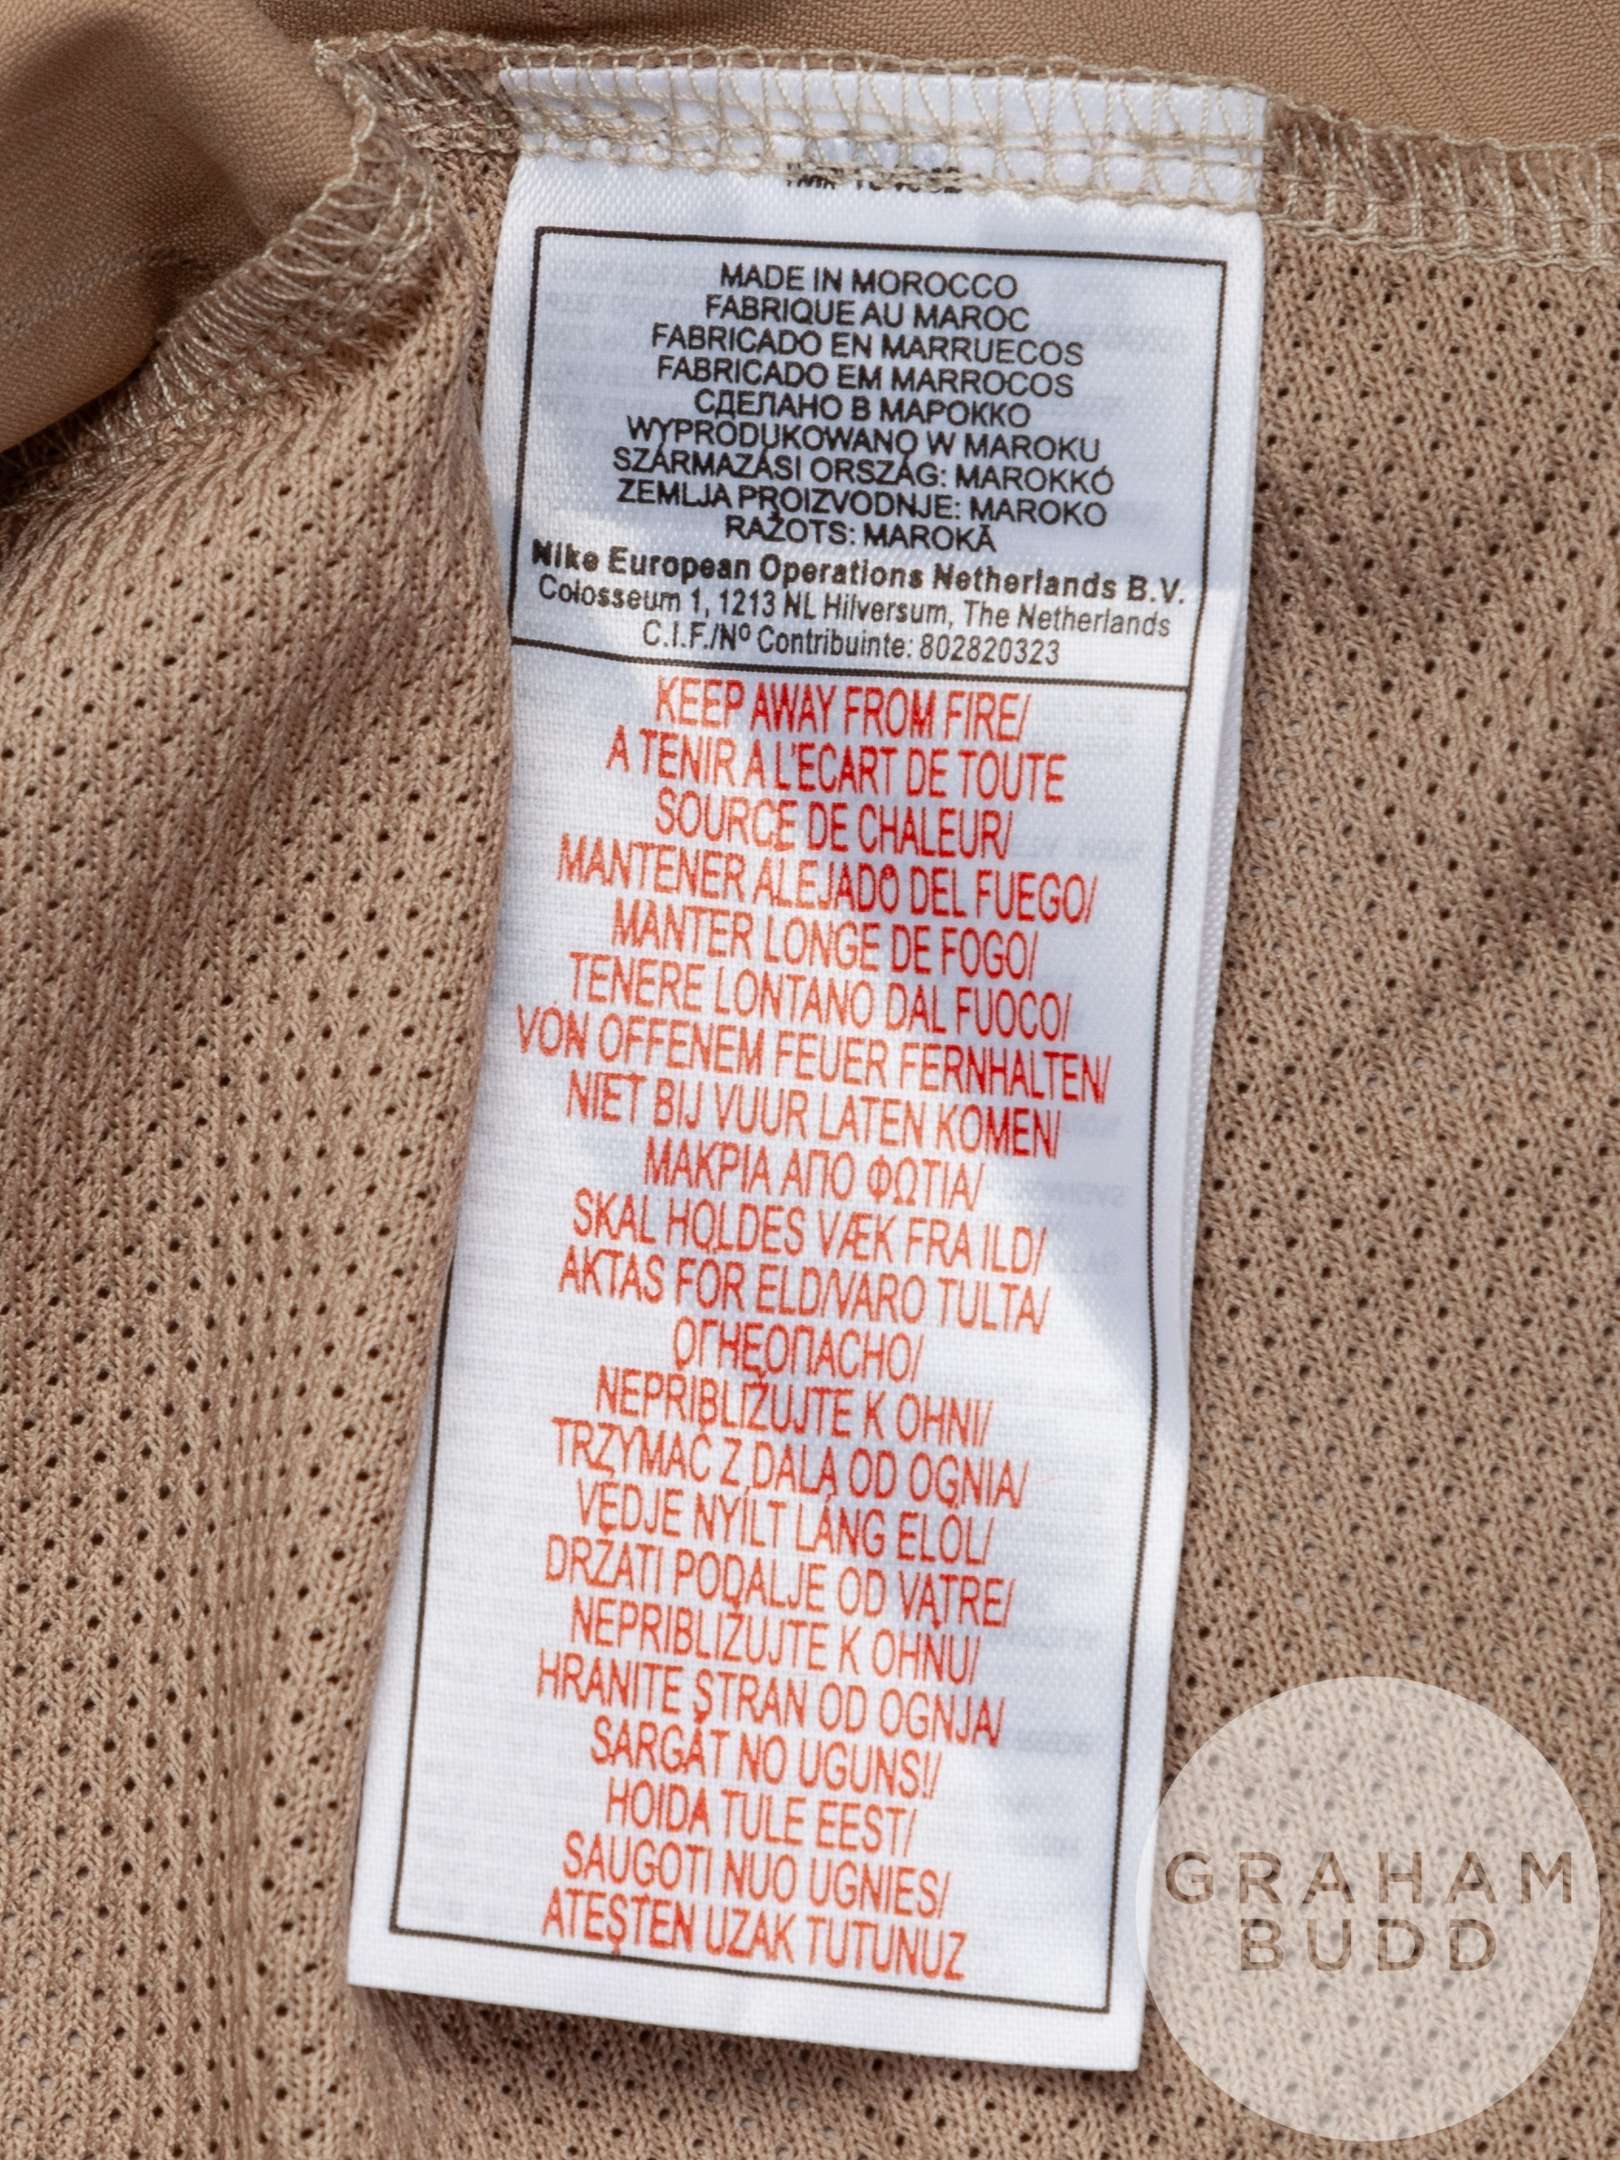 MADE IN MOROCCO
FABRIQUE AU MAROC
FABRICADO EN MARRUECOS
FABRICADO EM MARROCOS
СДЕЛАНО В МАРОККО
WYPRODUKOWANO W MAROKU
SZÁRMAZÁSI ORSZÁG: MAROKKÓ
ZEMLJA PROIZVODNJE: MAROKO
RAŽOTS: MAROKĀ
Nike European Operations Netherlands B.V.
Colosseum 1, 1213 NL Hilversum, The Netherlands
C.I.F./Nº Contribuinte: 802820323
KEEP AWAY FROM FIRE/
A TENIR A L'ECART DE TOUTE
SOURCE DE CHALEUR/
MANTENER ALEJADO DEL FUEGO/
MANTER LONGE DE FOGO/
TENERE LONTANO DAL FUOCO/
VON OFFENEM FEUER FERNHALTEN/
NIET BIJ VUUR LATEN KOMEN/
ΜΑΚΡΙΑ ΑΠΟ ΦΩΤΙΑ/
SKAL HOLDES VÆK FRA ILD/
AKTAS FÖR ELD/VARO TULTA/
ОГНЕОПАСНО/
NEPRIBLIŽUJTE K OHNI/
TRZYMAĆ Z DALA OD OGNIA/
VÉDJE NYÍLT LÁNG ELŐL/
DRŽATI PODALJE OD VATRE/
NEPRIBLIŽUJTE K OHŇU/
HRANITE STRAN OD OGNJA/
SARGĀT NO UGUNS!/
HOIDA TULE EEST/
SAUGOTI NUO UGNIES/
ATEŞTEN UZAK TUTUNUZ
GRAHAM
BUDD